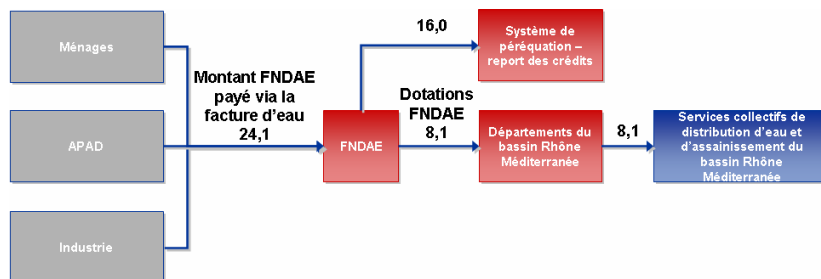 Ménages
APAD
Industrie
Montant FNDAE
payé via la
facture d'eau
24,1
FNDAE
16,0
Système de
péréquation –
report des crédits
Dotations
FNDAE
8,1
Départements du
bassin Rhône
Méditerranée
8,1
Services collectifs de
distribution d'eau et
d'assainissement du
bassin Rhône
Méditerranée